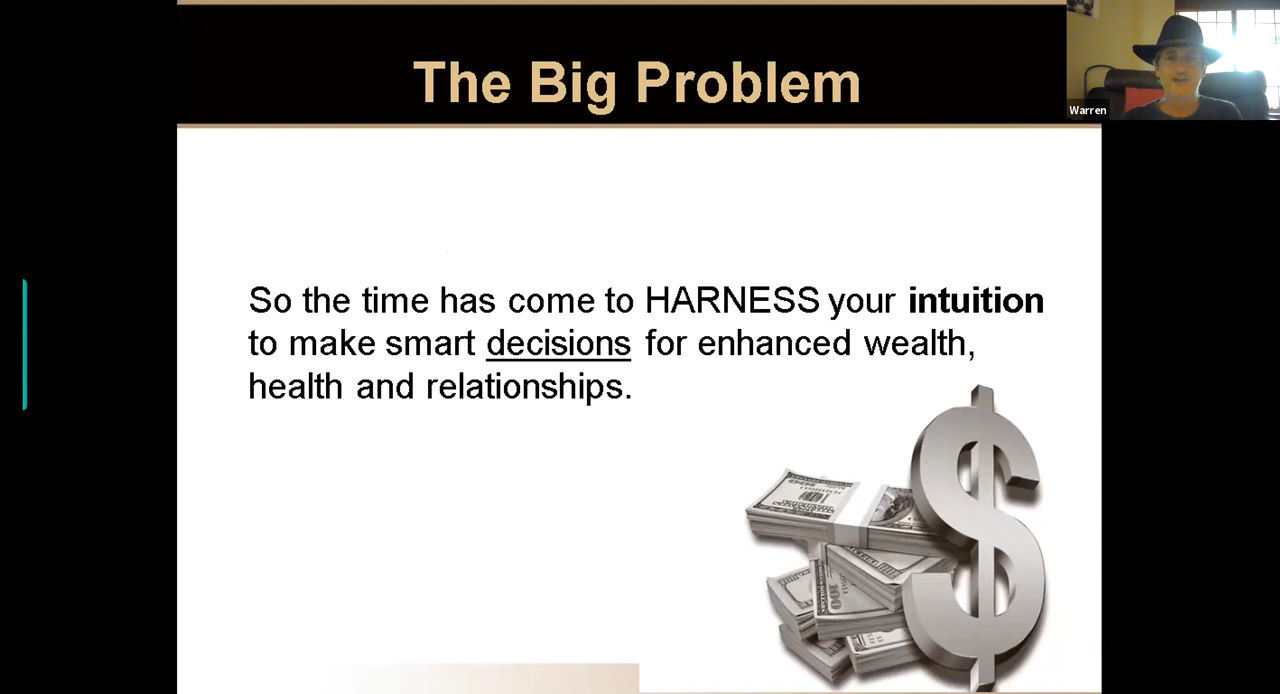 The Big Problem
Warren
So the time has come to HARNESS your intuition
to make smart decisions for enhanced wealth,
health and relationships.
100